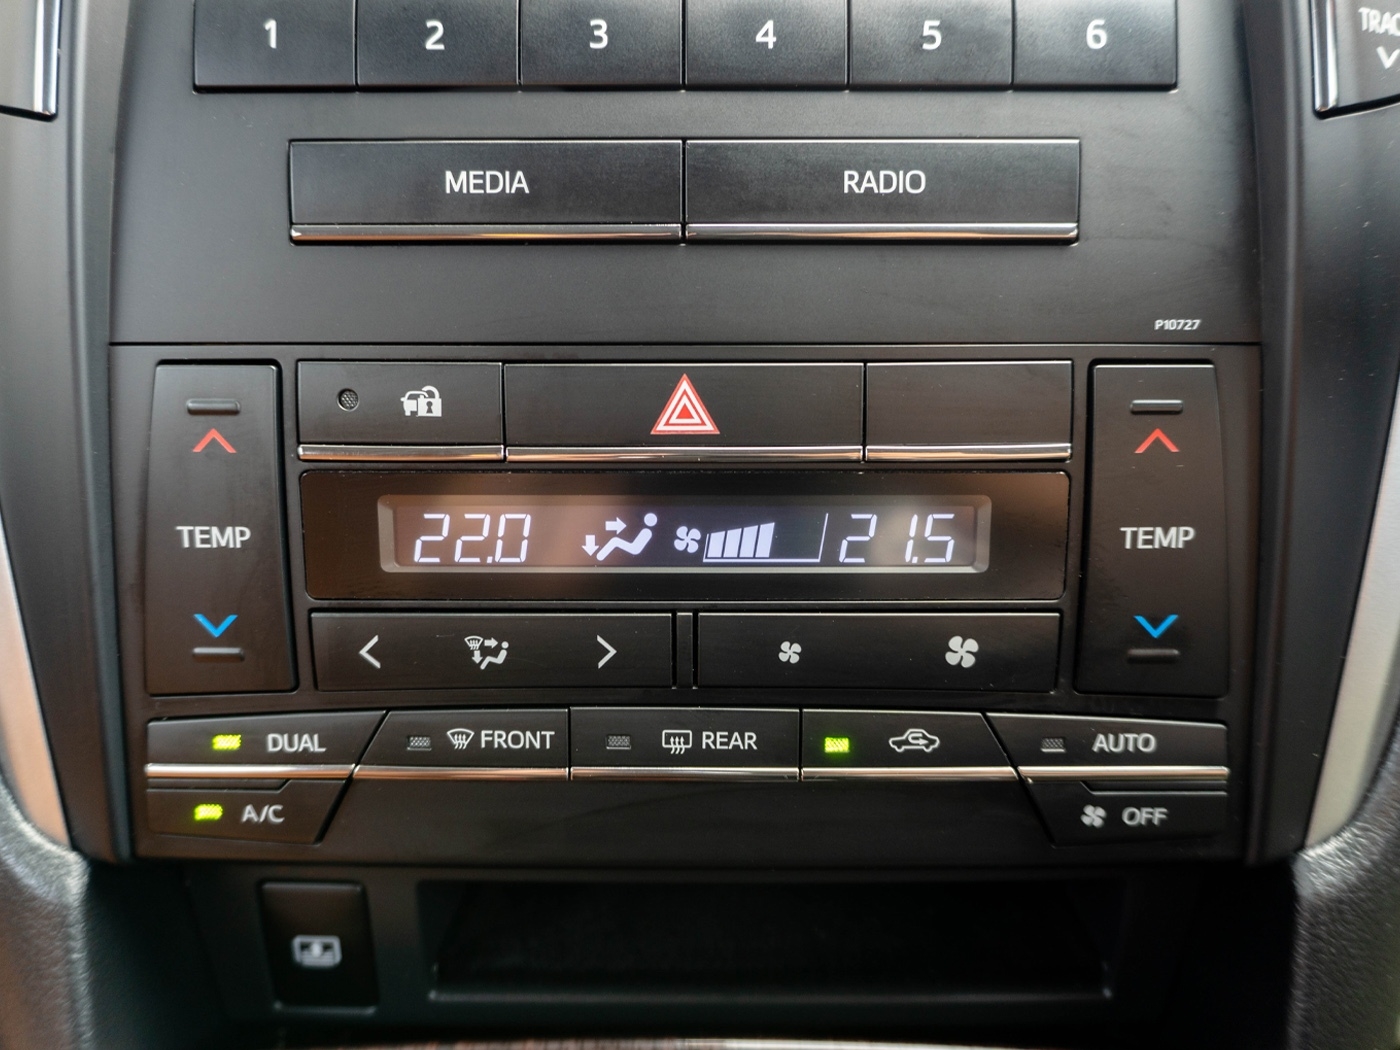 1 2 3 4 5 6
TRAC
MEDIA RADIO
P10727
TEMP 22.0 21.5 TEMP
DUAL FRONT REAR AUTO
A/C OFF